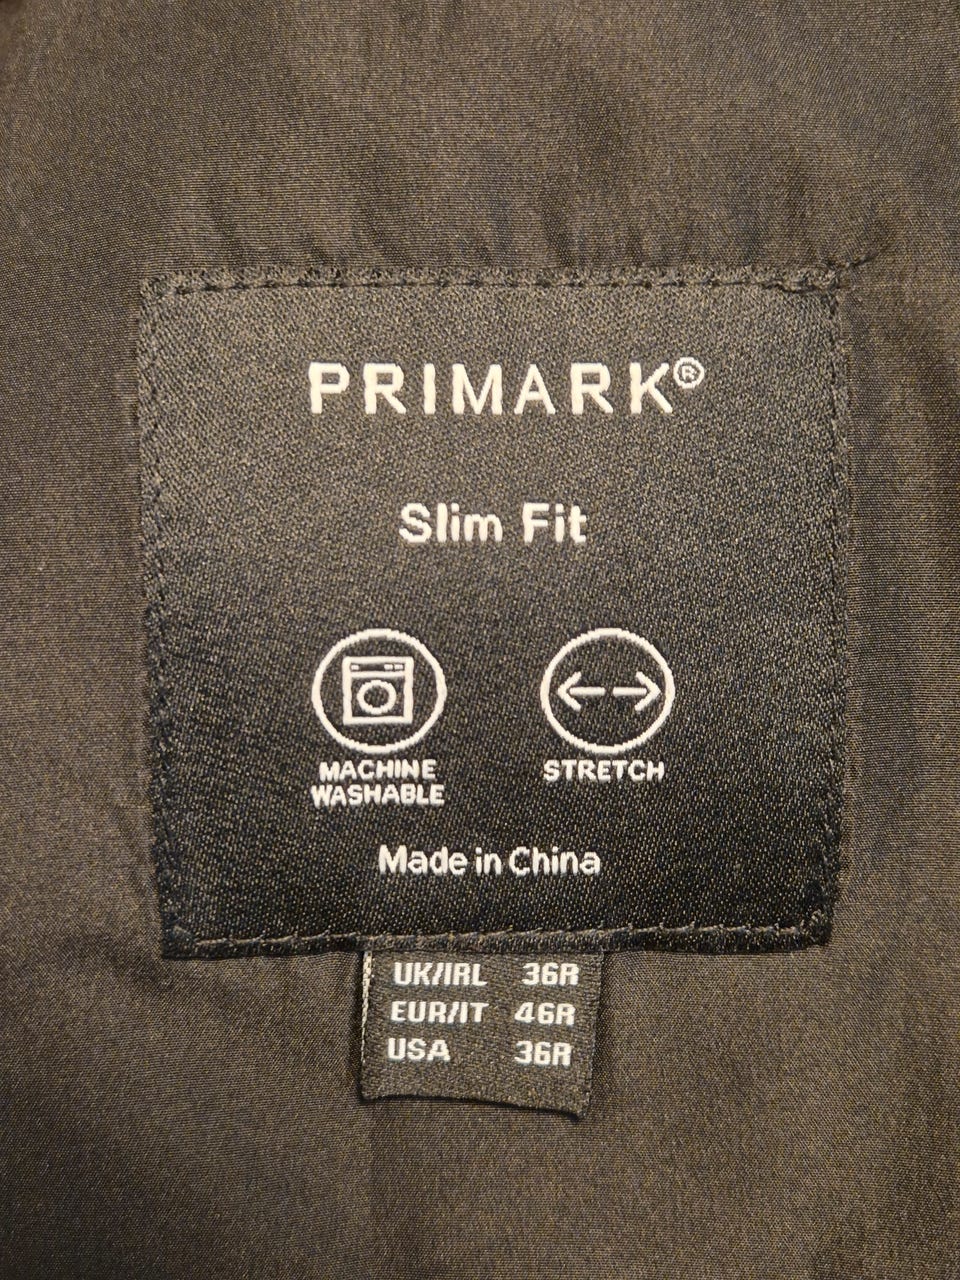 PRIMARK®
Slim Fit
MACHINE WASHABLE
STRETCH
Made in China
UK/IRL 36R
EUR/IT 46R
USA 36R